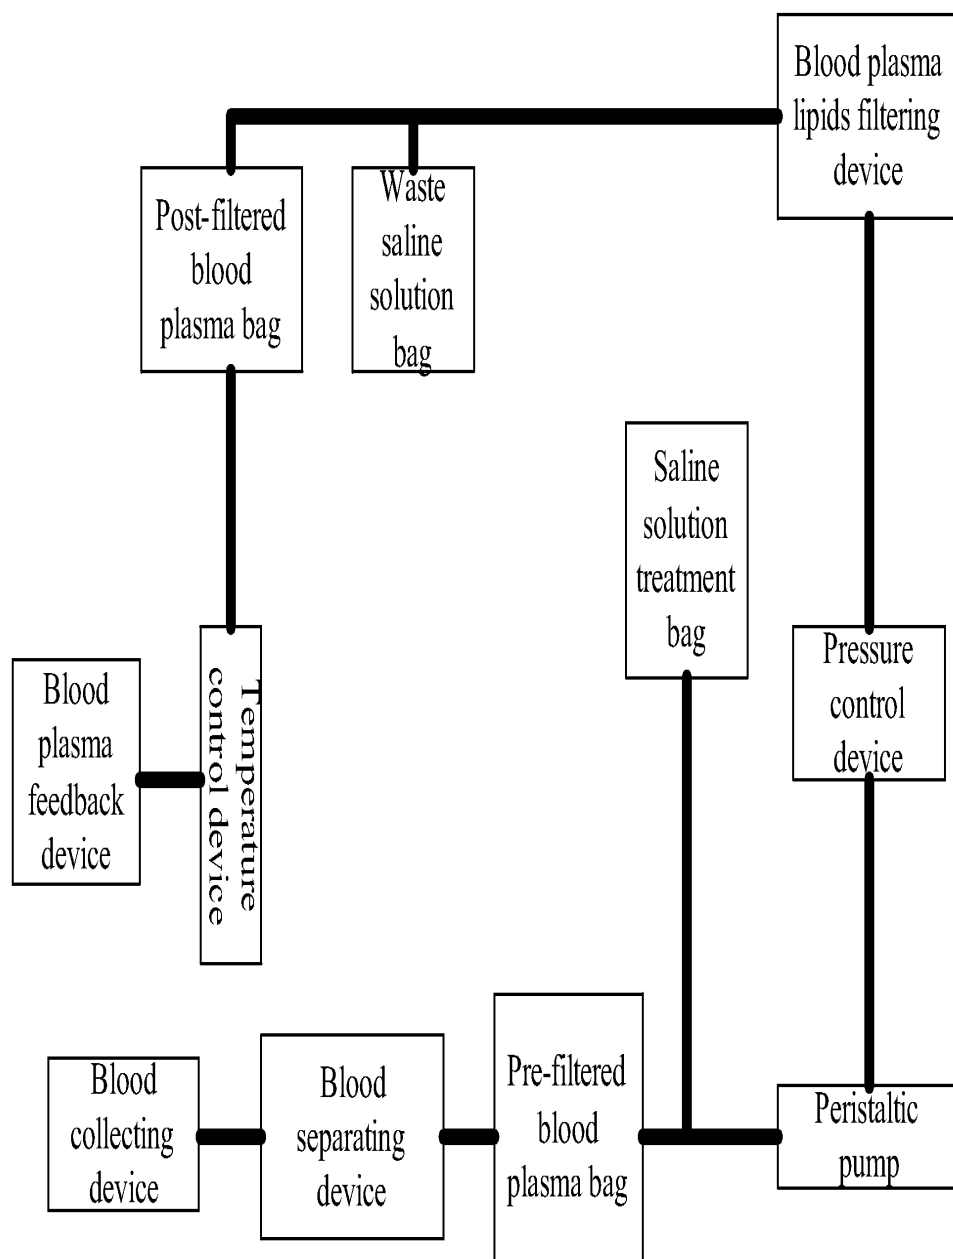 Blood plasma
lipids filtering
device
Post-filtered
blood
plasma bag
Waste
saline
solution
bag
Saline
solution
treatment
bag
Pressure
control
device
Blood
plasma
feedback
device
Temperature
control device
Blood
collecting
device
Blood
separating
device
Pre-filtered
blood
plasma bag
Peristaltic
pump